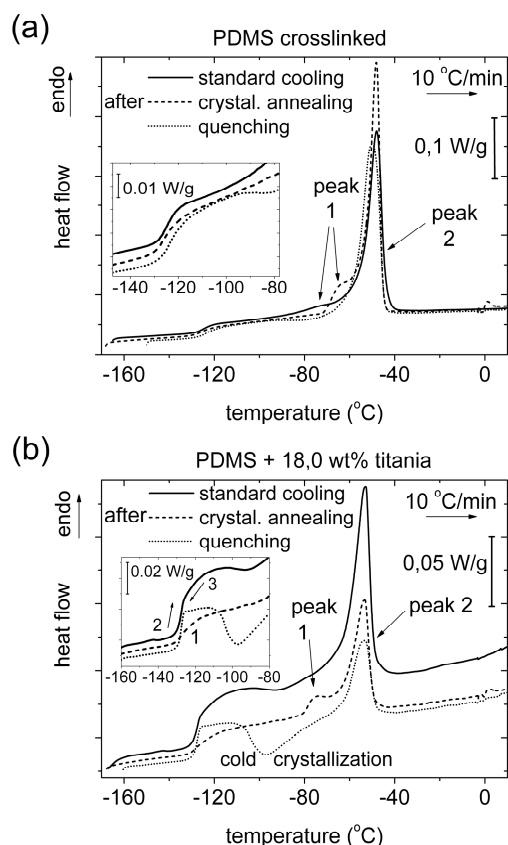 (a)
PDMS crosslinked
endo
heat flow
standard cooling
after crystal. annealing
quenching
10 °C/min
0,1 W/g
0.01 W/g
-140 -120 -100 -80
peak
1
peak
2
-160 -120 -80 -40 0
temperature (°C)
(b)
PDMS + 18,0 wt% titania
endo
heat flow
standard cooling
after crystal. annealing
quenching
10 °C/min
0,05 W/g
0.02 W/g
3
2
1
-160 -140 -120 -100 -80
peak
1
peak 2
cold crystallization
-160 -120 -80 -40 0
temperature (°C)